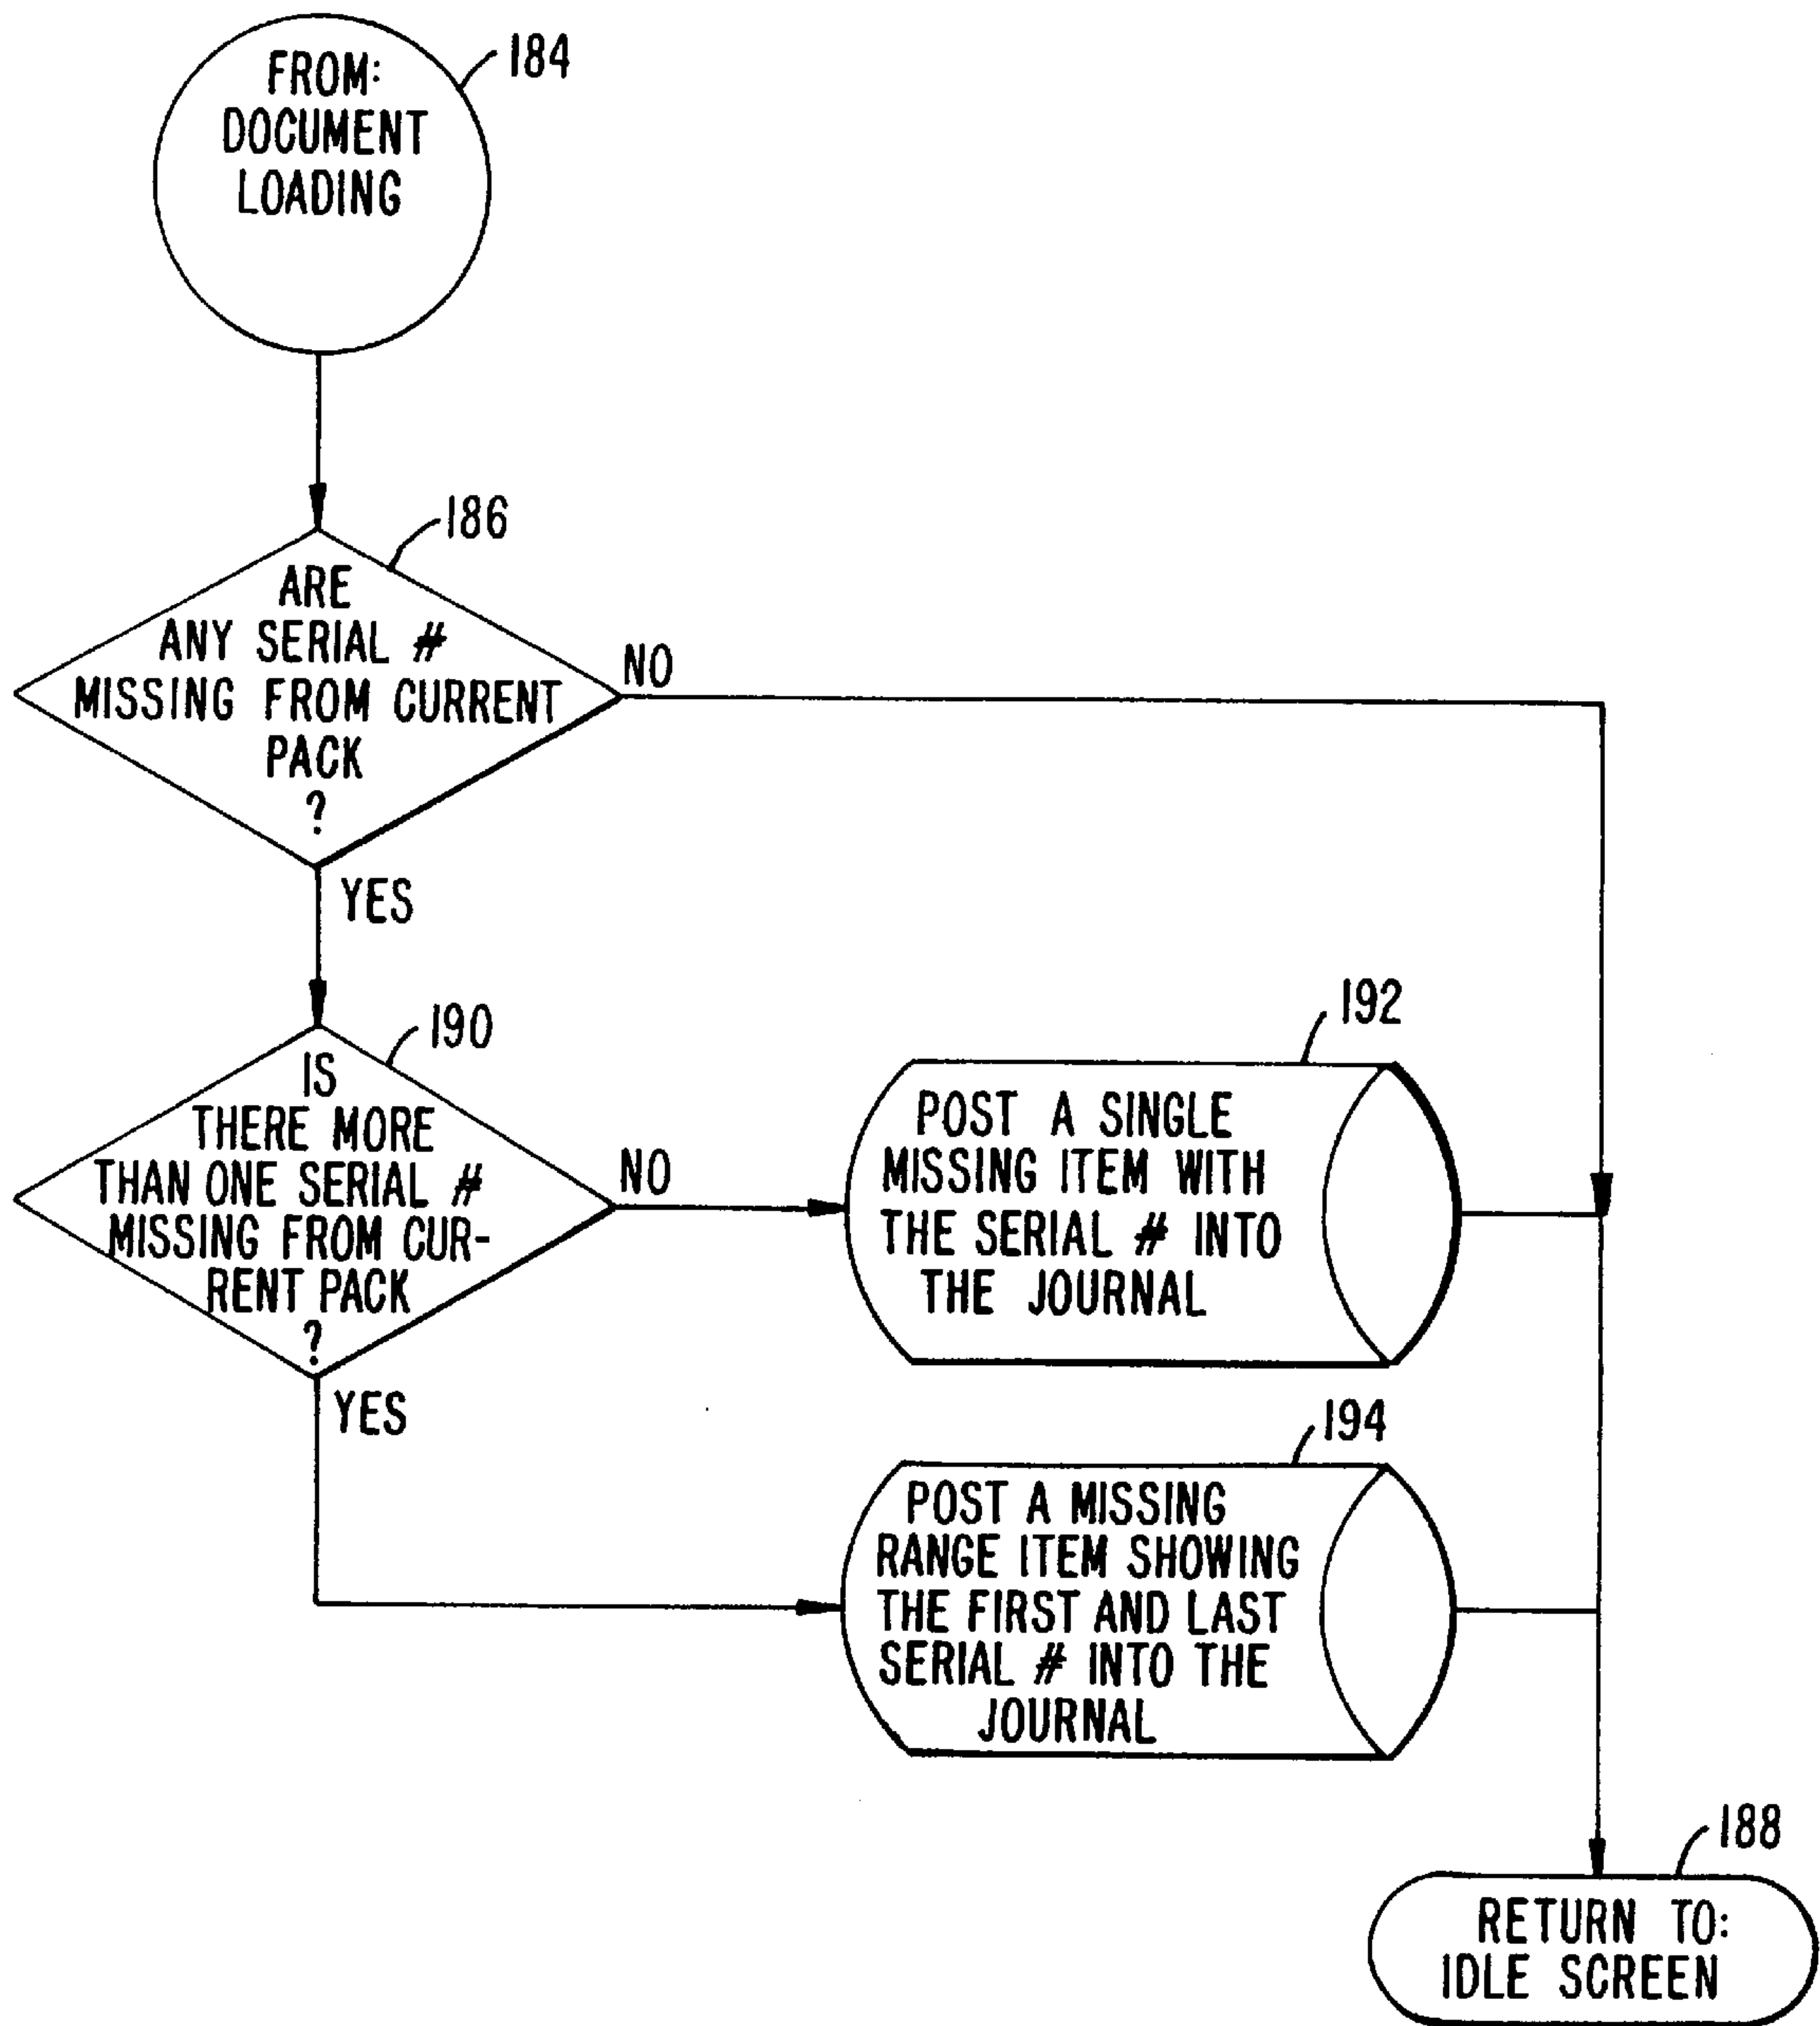 FROM:
DOCUMENT
LOADING
184
186
ARE
ANY SERIAL #
MISSING FROM CURRENT
PACK
?
NO
YES
190
IS
THERE MORE
THAN ONE SERIAL #
MISSING FROM CUR-
RENT PACK
?
NO
YES
192
POST A SINGLE
MISSING ITEM WITH
THE SERIAL # INTO
THE JOURNAL
194
POST A MISSING
RANGE ITEM SHOWING
THE FIRST AND LAST
SERIAL # INTO THE
JOURNAL
188
RETURN TO:
IDLE SCREEN